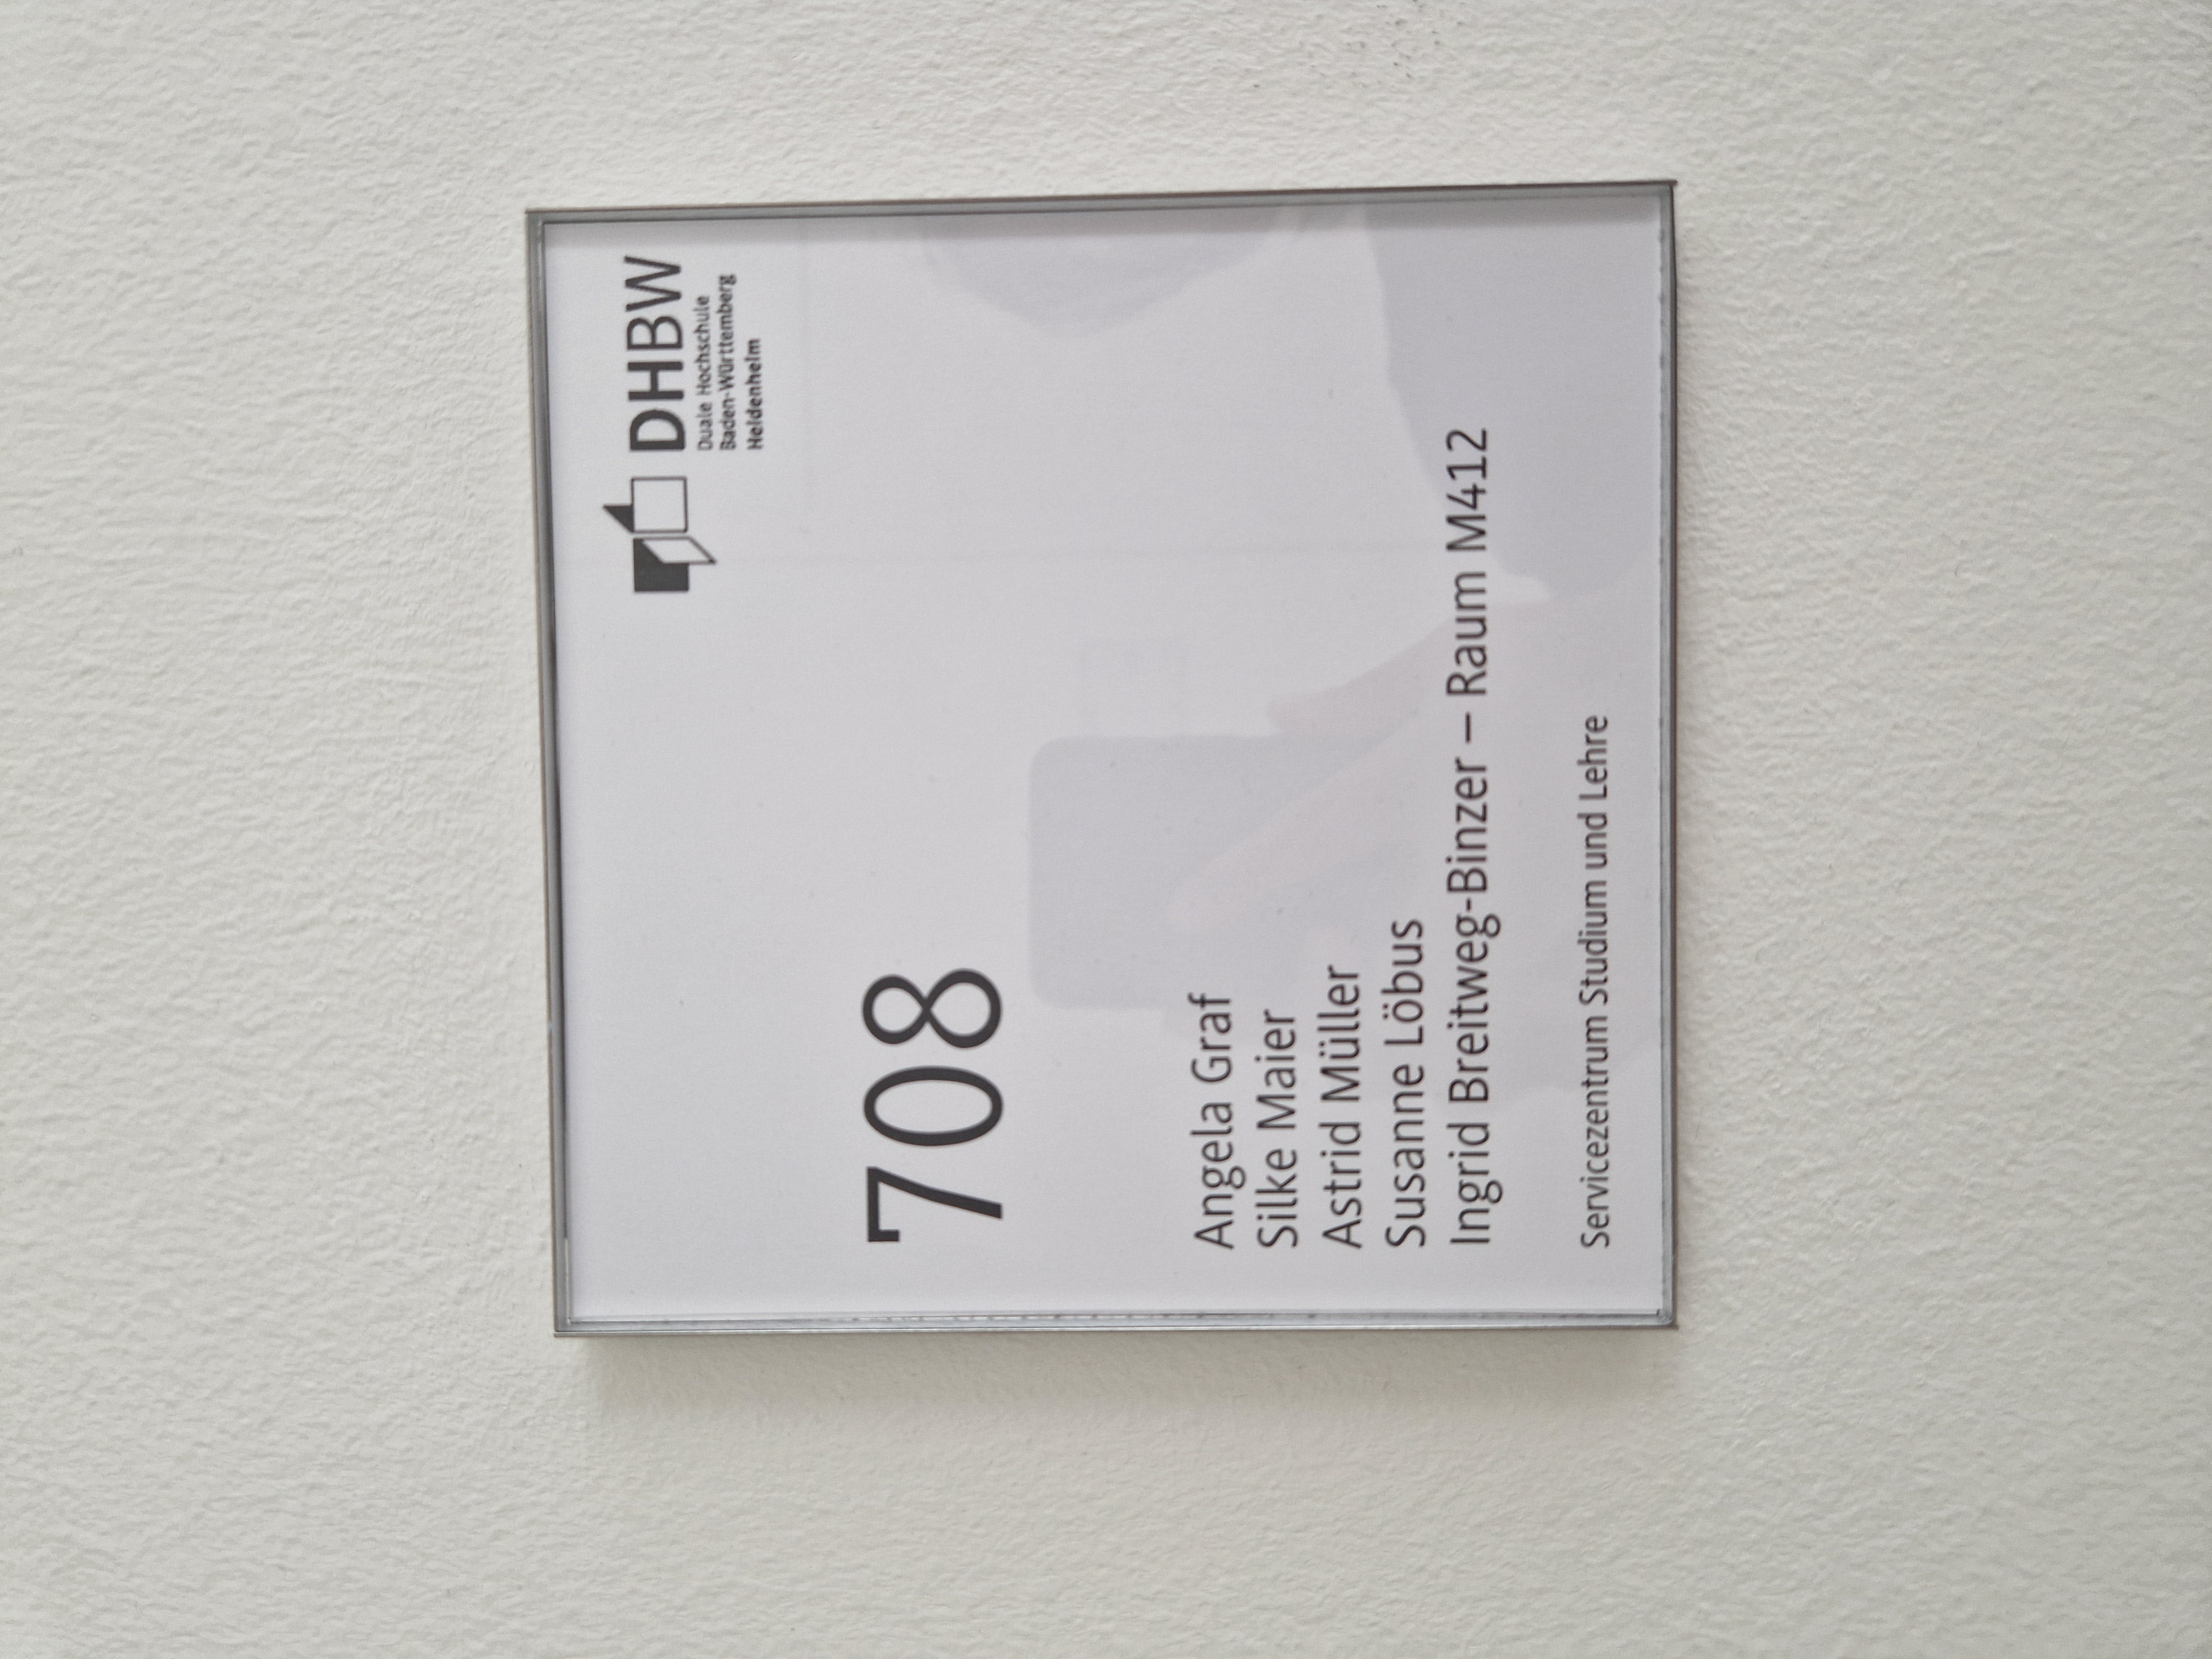 DHBW
Duale Hochschule
Baden-Württemberg
Heidenheim
708
Angela Graf
Silke Maier
Astrid Müller
Susanne Löbus
Ingrid Breitweg-Binzer – Raum M412
Servicezentrum Studium und Lehre